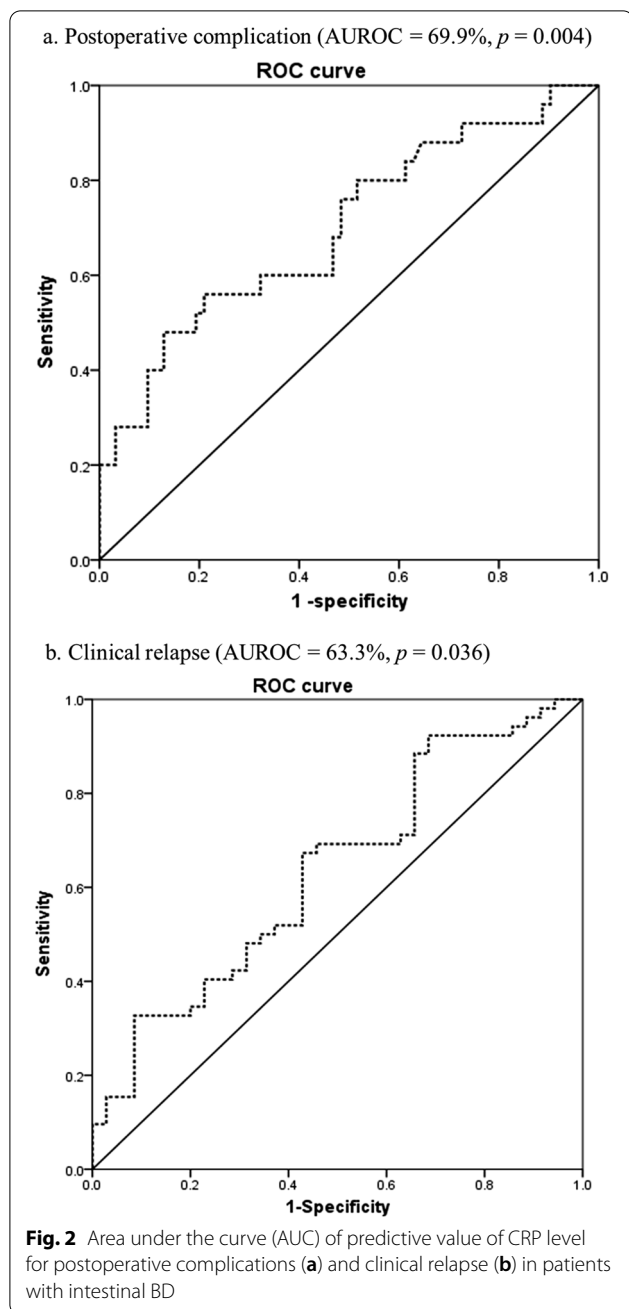 a. Postoperative complication (AUROC = 69.9%, p = 0.004)
ROC curve
1.0
0.8
0.6
0.4
0.2
0.0
Sensitivity
0.0 0.2 0.4 0.6 0.8 1.0
1 -specificity
b. Clinical relapse (AUROC = 63.3%, p = 0.036)
ROC curve
1.0
0.8
0.6
0.4
0.2
0.0
Sensitivity
0.0 0.2 0.4 0.6 0.8 1.0
1-Specificity
Fig. 2 Area under the curve (AUC) of predictive value of CRP level
for postoperative complications (a) and clinical relapse (b) in patients
with intestinal BD